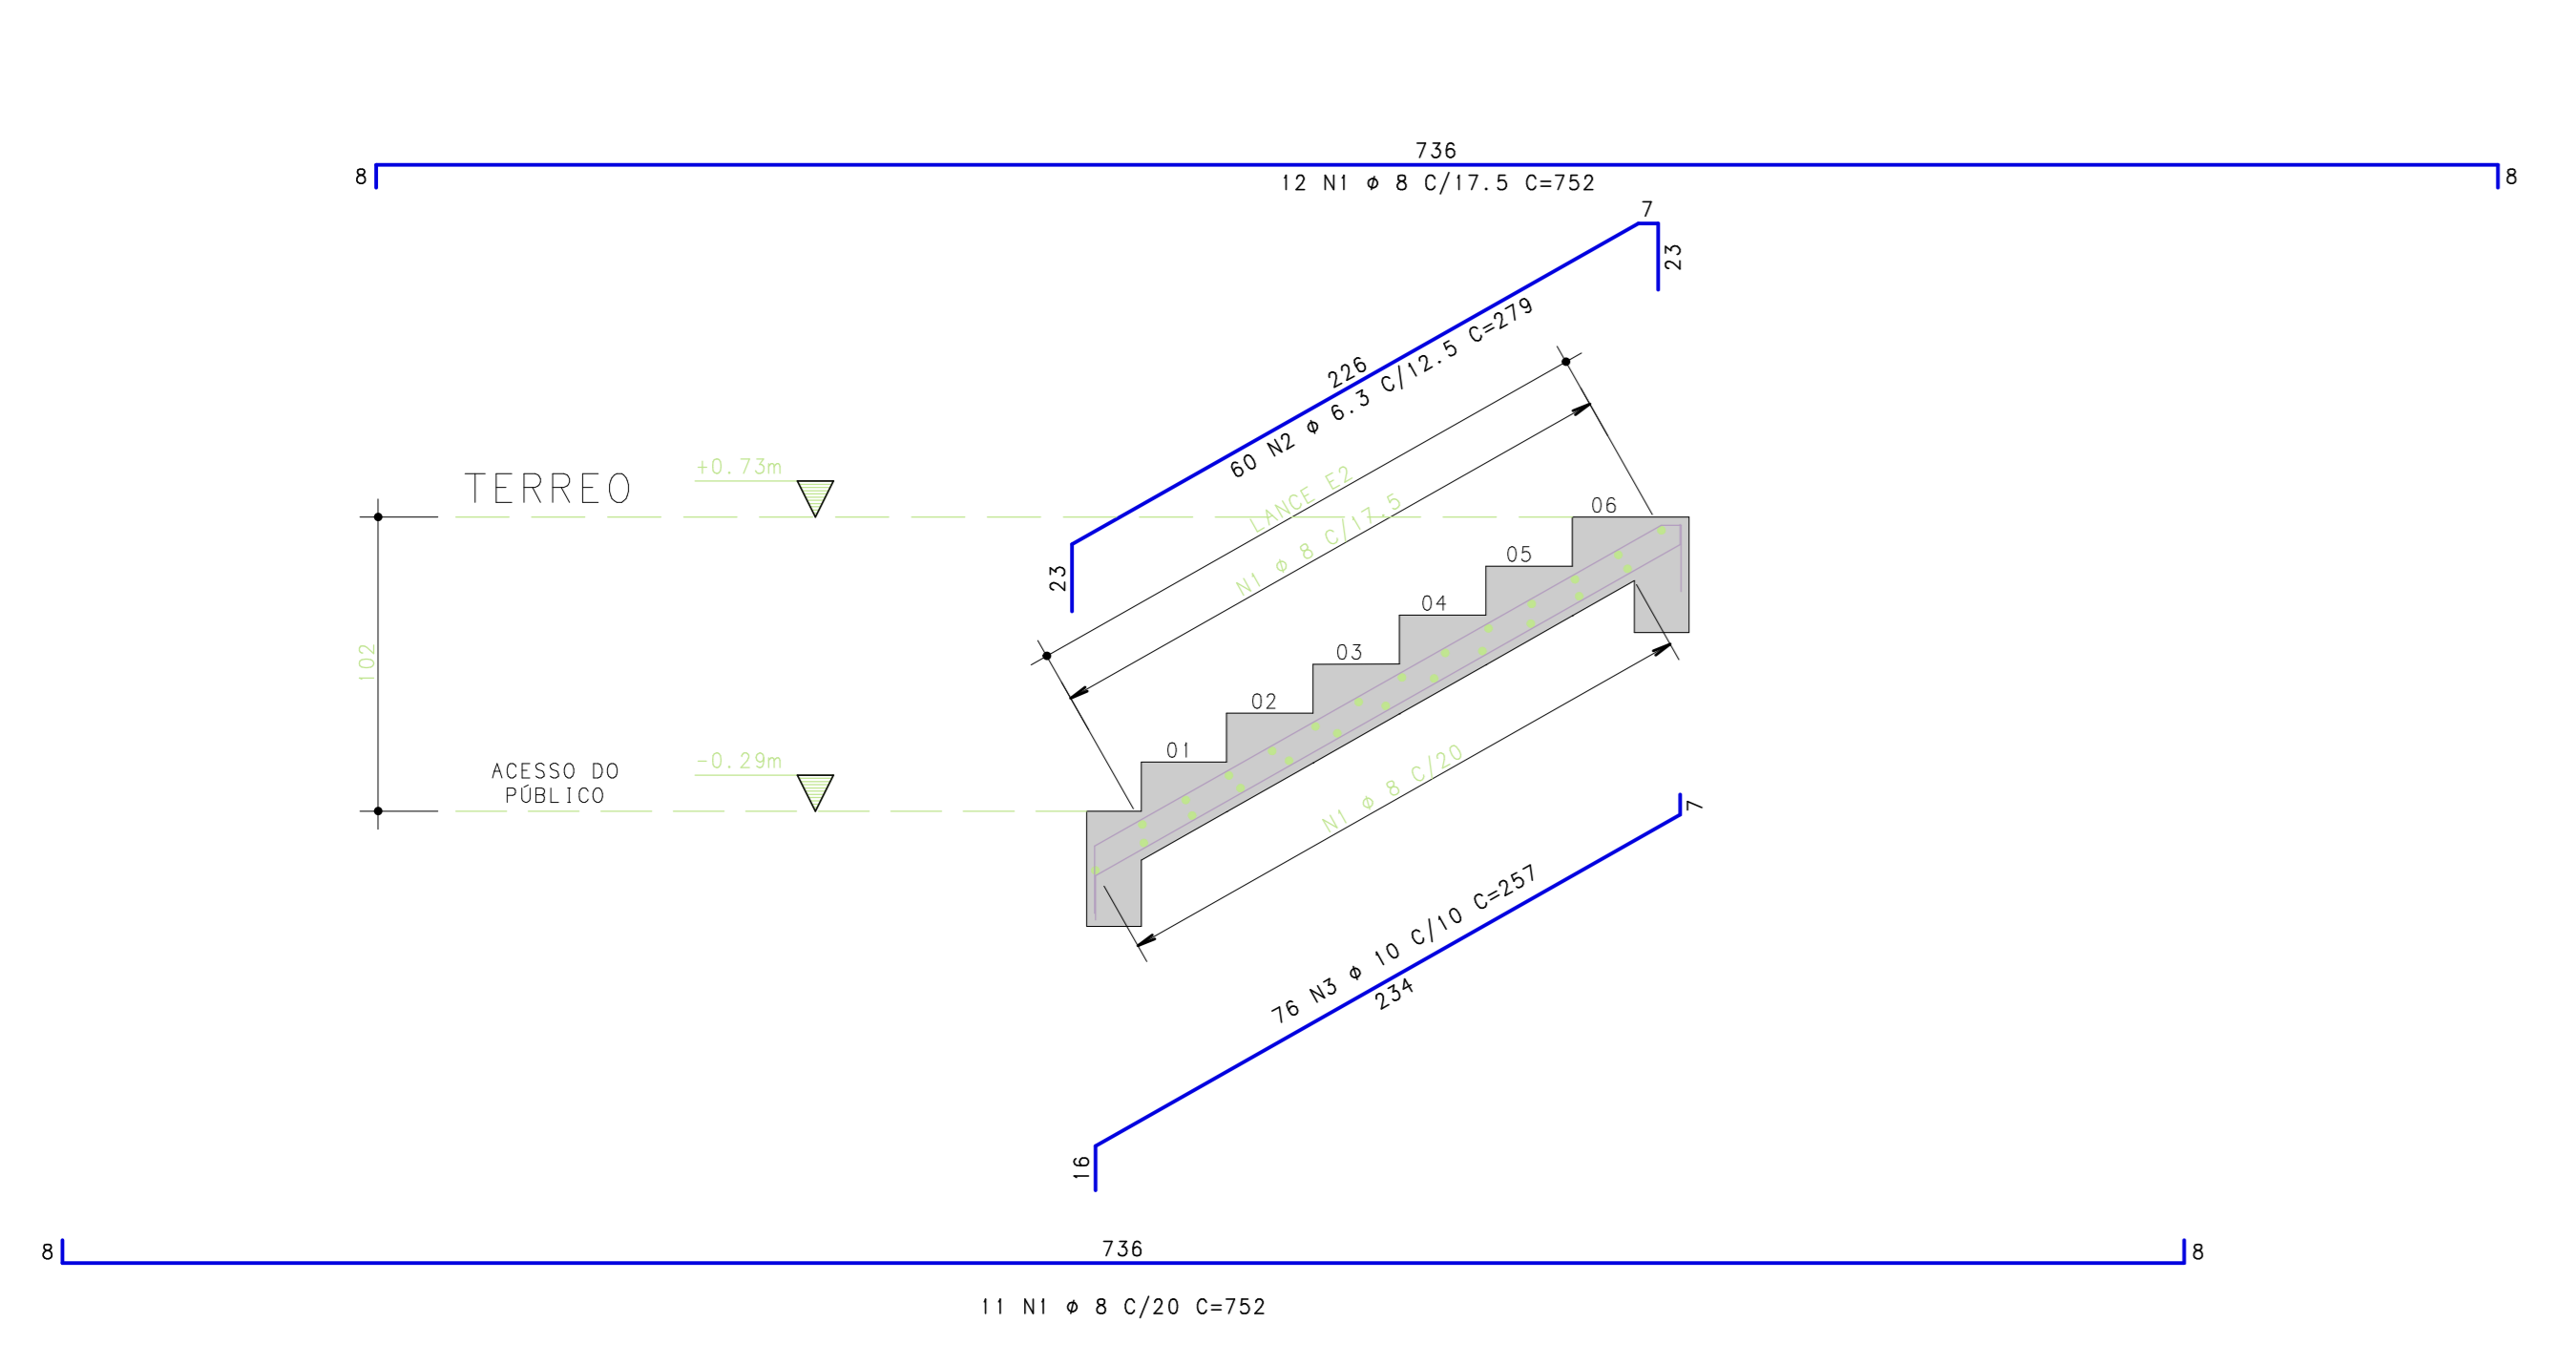 736
8
8
12 N1 ø 8 C/17.5 C=752
7
23
226
60 N2 ø 6.3 C/12.5 C=279
23
LANCE E2
N1 ø 8 C/17.5
TERREO
+0.73m
06
05
04
03
02
01
102
ACESSO DO
PÚBLICO
-0.29m
N1 ø 8 C/20
7
76 N3 ø 10 C/10 C=257
234
16
8
736
8
11 N1 ø 8 C/20 C=752